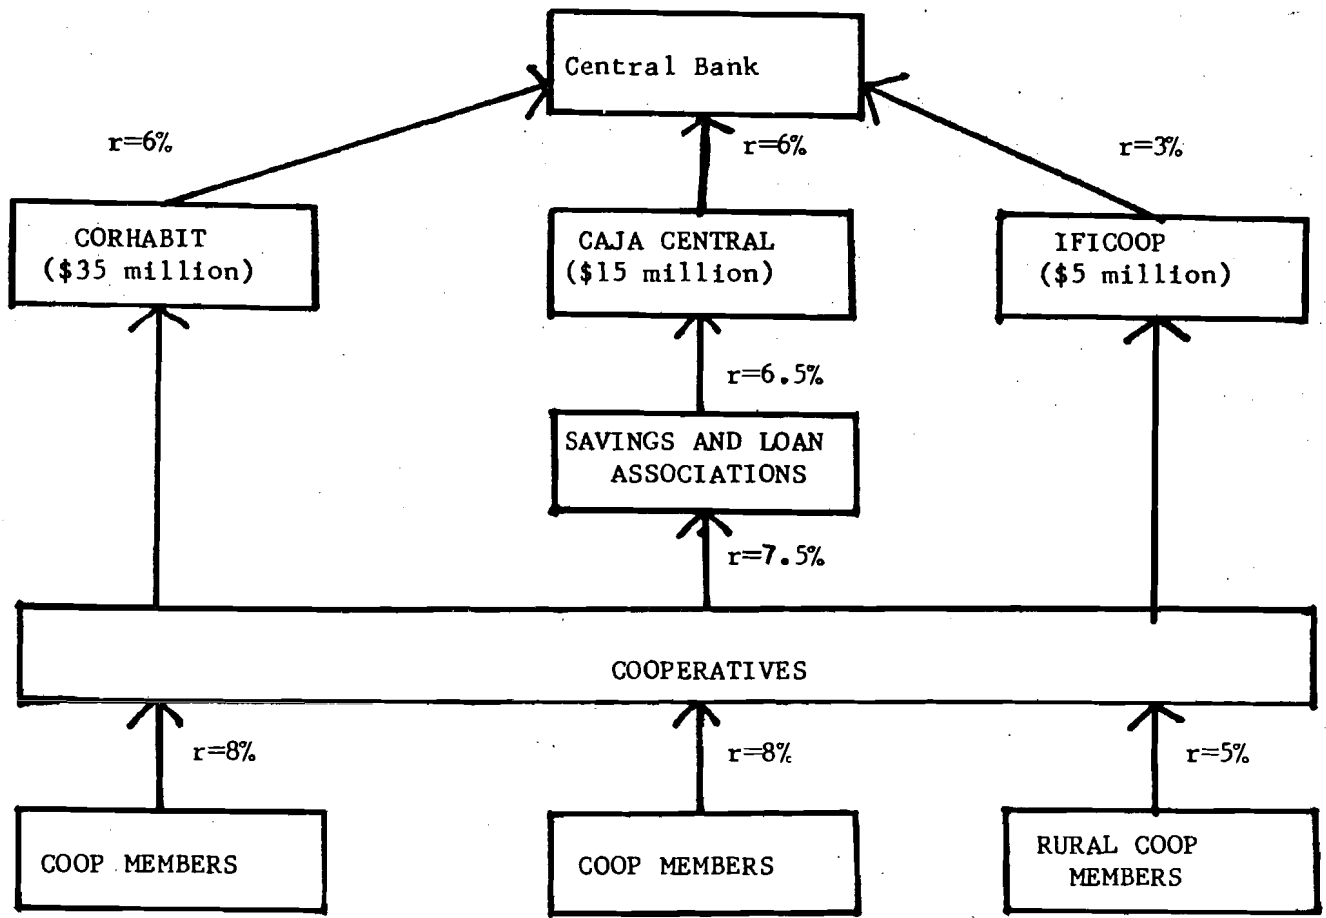 Central Bank
r=6%
r=6%
r=3%
CORHABIT
($35 million)
CAJA CENTRAL
($15 million)
IFICOOP
($5 million)
r=6.5%
SAVINGS AND LOAN
ASSOCIATIONS
r=7.5%
COOPERATIVES
r=8%
r=8%
r=5%
COOP MEMBERS
COOP MEMBERS
RURAL COOP
MEMBERS